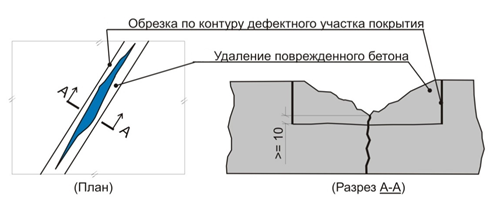 Обрезка по контуру дефектного участка покрытия
Удаление поврежденного бетона
А
А
>= 10
(План)
(Разрез А-А)